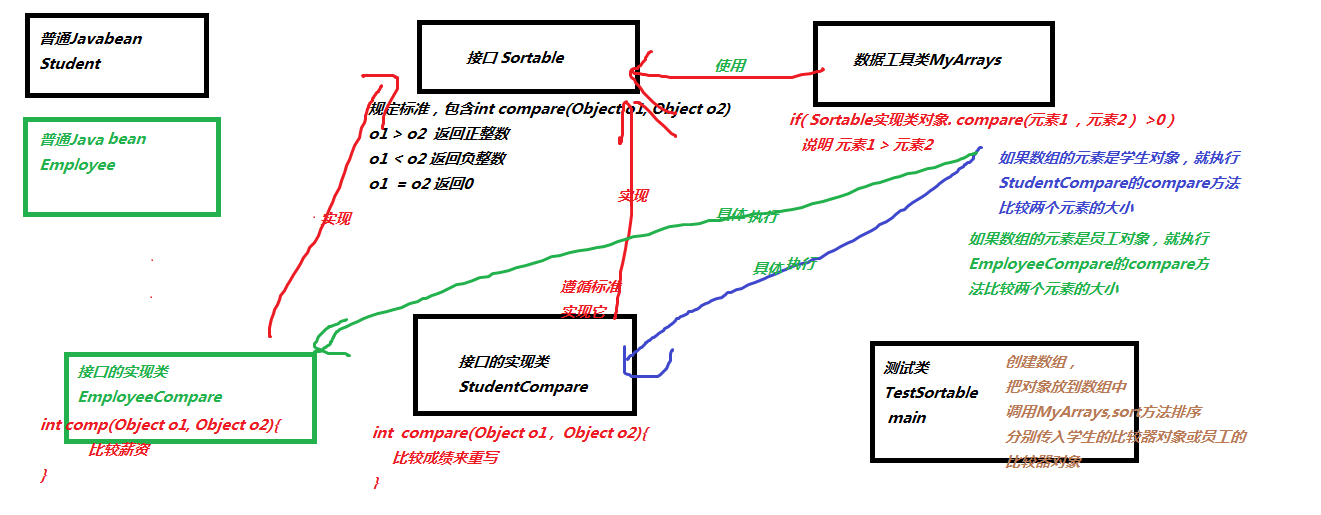 普通Javabean
Student
普通Java bean
Employee
接口 Sortable
规定标准，包含int compare(Object o1, Object o2)
o1 > o2  返回正整数
o1 < o2 返回负整数
o1  = o2 返回0
使用
数据工具类MyArrays
if( Sortable实现类对象. compare(元素1 ，元素2 ） >0 )
说明 元素1 > 元素2
如果数组的元素是学生对象，就执行
StudentCompare的compare方法
比较两个元素的大小
如果数组的元素是员工对象，就执行
EmployeeCompare的compare方
法比较两个元素的大小
实现
实现
具体 执行
具体 执行
遵循标准
实现它
接口的实现类
EmployeeCompare
int comp(Object o1, Object o2){
比较薪资
}
接口的实现类
StudentCompare
int  compare(Object o1 ,  Object o2){
比较成绩来重写
}
测试类
TestSortable
main
创建数组，
把对象放到数组中
调用MyArrays,sort方法排序
分别传入学生的比较器对象或员工的
比较器对象